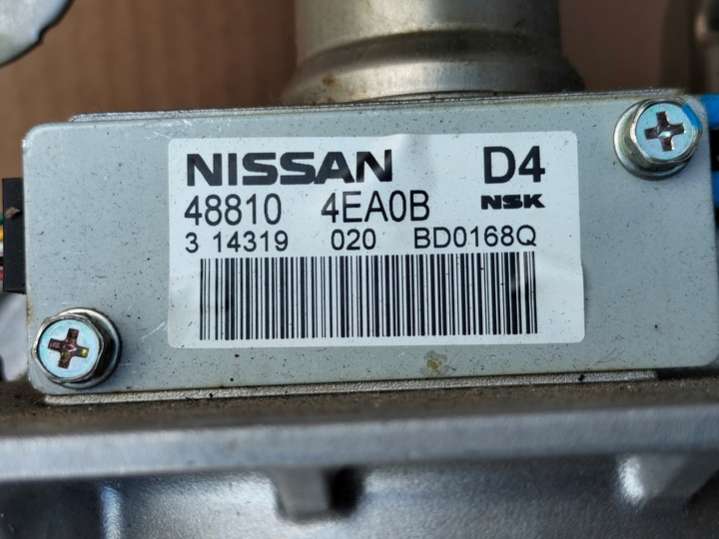 NISSAN D4
48810 4EA0B NSK
3 14319 020 BD0168Q